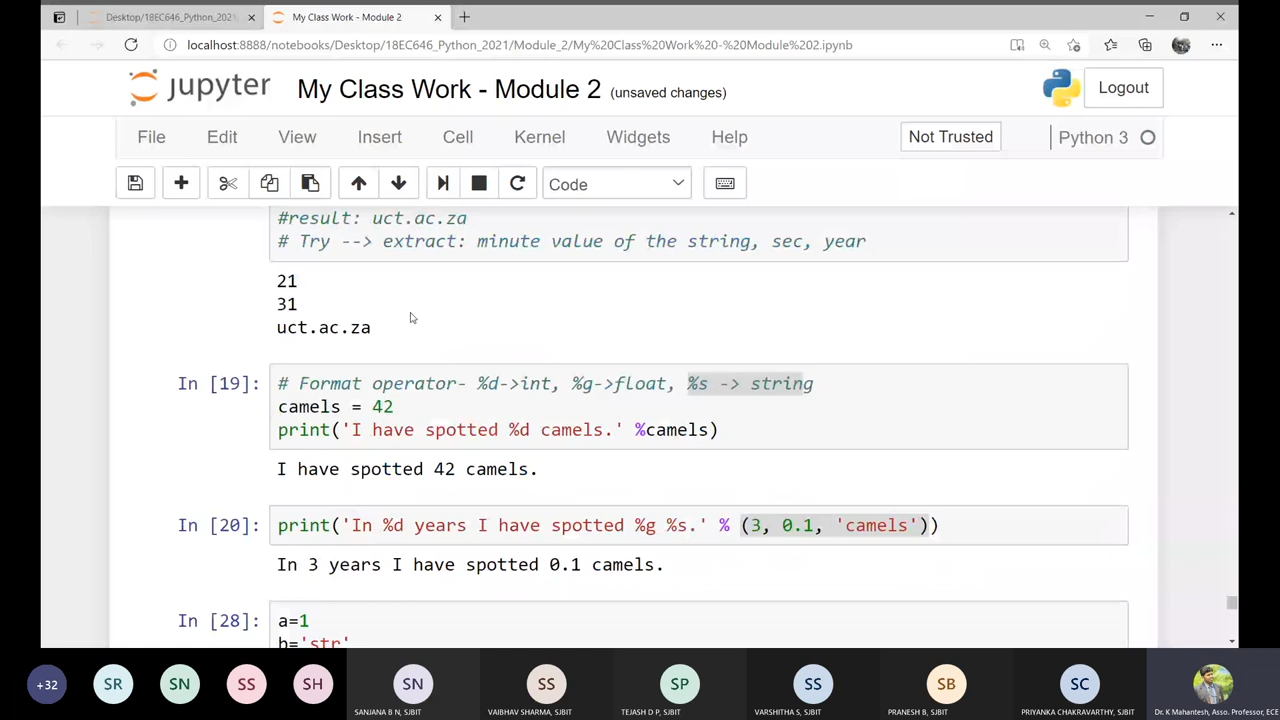 Desktop/18EC646_Python_2021/
My Class Work - Module 2
localhost:8888/notebooks/Desktop/18EC646_Python_2021/Module_2/My%20Class%20Work%20-%20Module%202.ipynb
jupyter My Class Work - Module 2 (unsaved changes) Logout
File Edit View Insert Cell Kernel Widgets Help Not Trusted Python 3
Code
#result: uct.ac.za
# Try --> extract: minute value of the string, sec, year
21
31
uct.ac.za
In [19]: # Format operator- %d->int, %g->float, %s -> string
camels = 42
print('I have spotted %d camels.' %camels)
I have spotted 42 camels.
In [20]: print('In %d years I have spotted %g %s.' % (3, 0.1, 'camels'))
In 3 years I have spotted 0.1 camels.
In [28]: a=1
b='str'
+32 SR SN SS SH SN SS SP SS SB SC
SANJANA B N, SJBIT VAIBHAV SHARMA, SJBIT TEJASH D P, SJBIT VARSHITHA S, SJBIT PRANESH B, SJBIT PRIYANKA CHAKRAVARTHY, SJBIT Dr. K Mahantesh, Asso. Professor, ECE